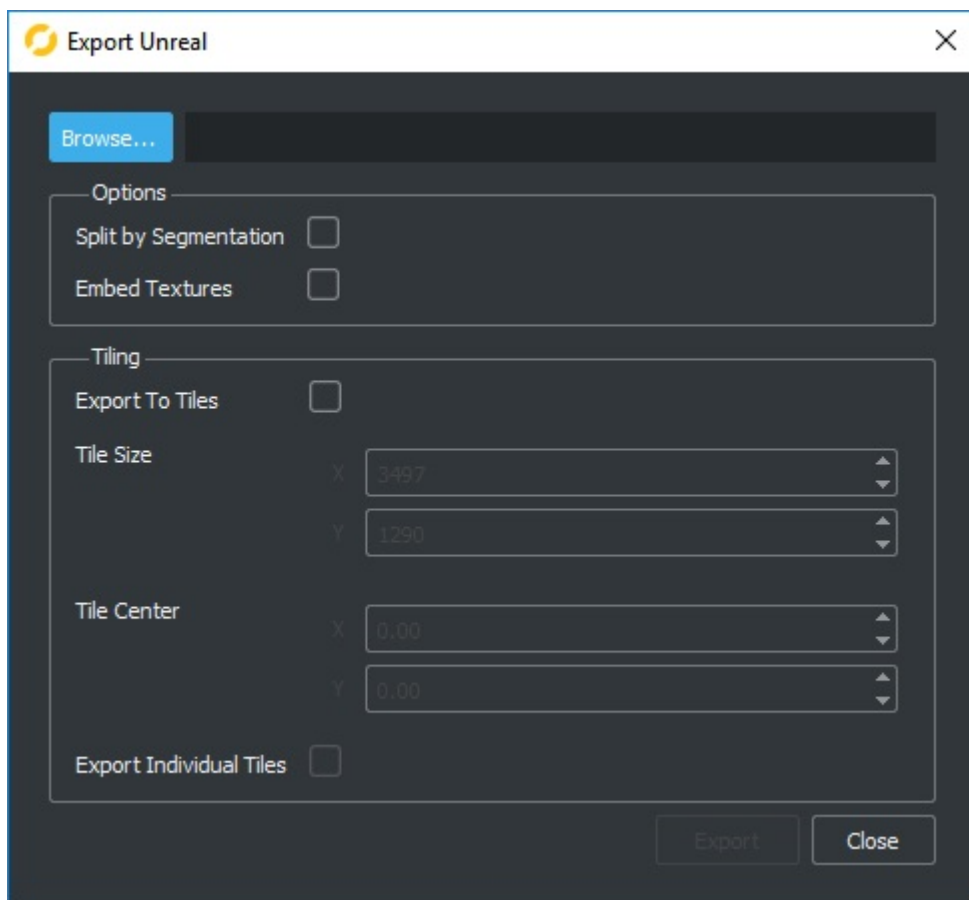 Export Unreal
Browse...
Options
Split by Segmentation
Embed Textures
Tiling
Export To Tiles
Tile Size
X 3497
Y 1290
Tile Center
X 0.00
Y 0.00
Export Individual Tiles
Export Close